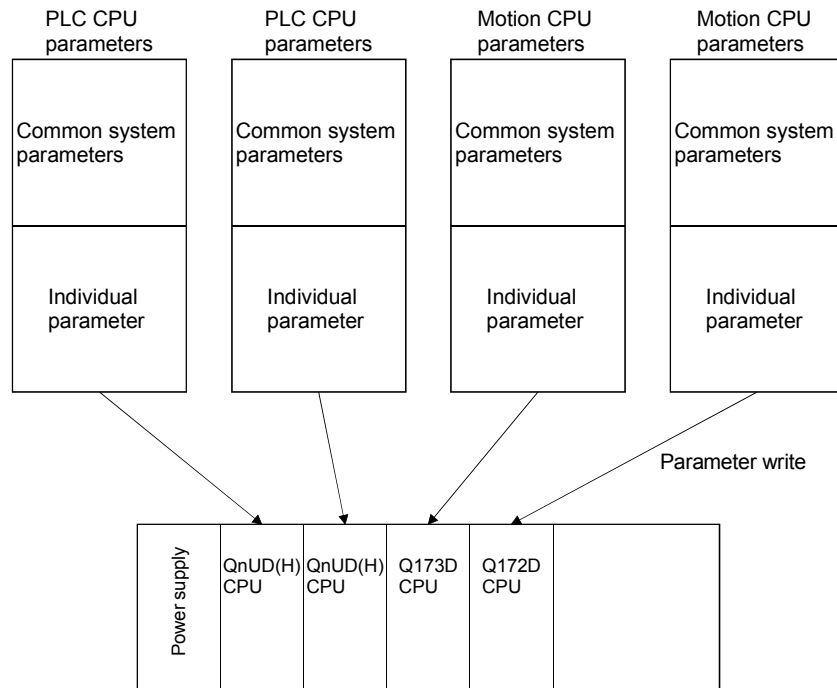 PLC CPU
parameters
PLC CPU
parameters
Motion CPU
parameters
Motion CPU
parameters
Common system
parameters
Common system
parameters
Common system
parameters
Common system
parameters
Individual
parameter
Individual
parameter
Individual
parameter
Individual
parameter
Parameter write
Power supply
QnUD(H)
CPU
QnUD(H)
CPU
Q173D
CPU
Q172D
CPU